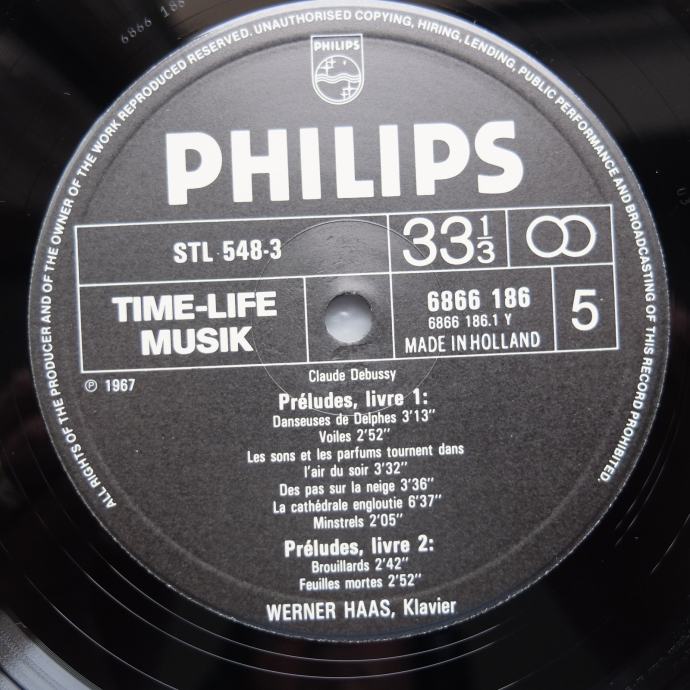 6866 186
ALL RIGHTS OF THE PRODUCER AND OF THE OWNER OF THE WORK REPRODUCED RESERVED. UNAUTHORISED COPYING, HIRING, LENDING, PUBLIC PERFORMANCE AND BROADCASTING OF THIS RECORD PROHIBITED.
PHILIPS
PHILIPS
STL 548-3
33 1/3
TIME-LIFE
MUSIK
6866 186
6866 186.1 Y
MADE IN HOLLAND
5
℗ 1967
Claude Debussy
Préludes, livre 1:
Danseuses de Delphes 3'13"
Voiles 2'52"
Les sons et les parfums tournent dans
l'air du soir 3'32"
Des pas sur la neige 3'36"
La cathédrale engloutie 6'37"
Minstrels 2'05"
Préludes, livre 2:
Brouillards 2'42"
Feuilles mortes 2'52"
WERNER HAAS, Klavier